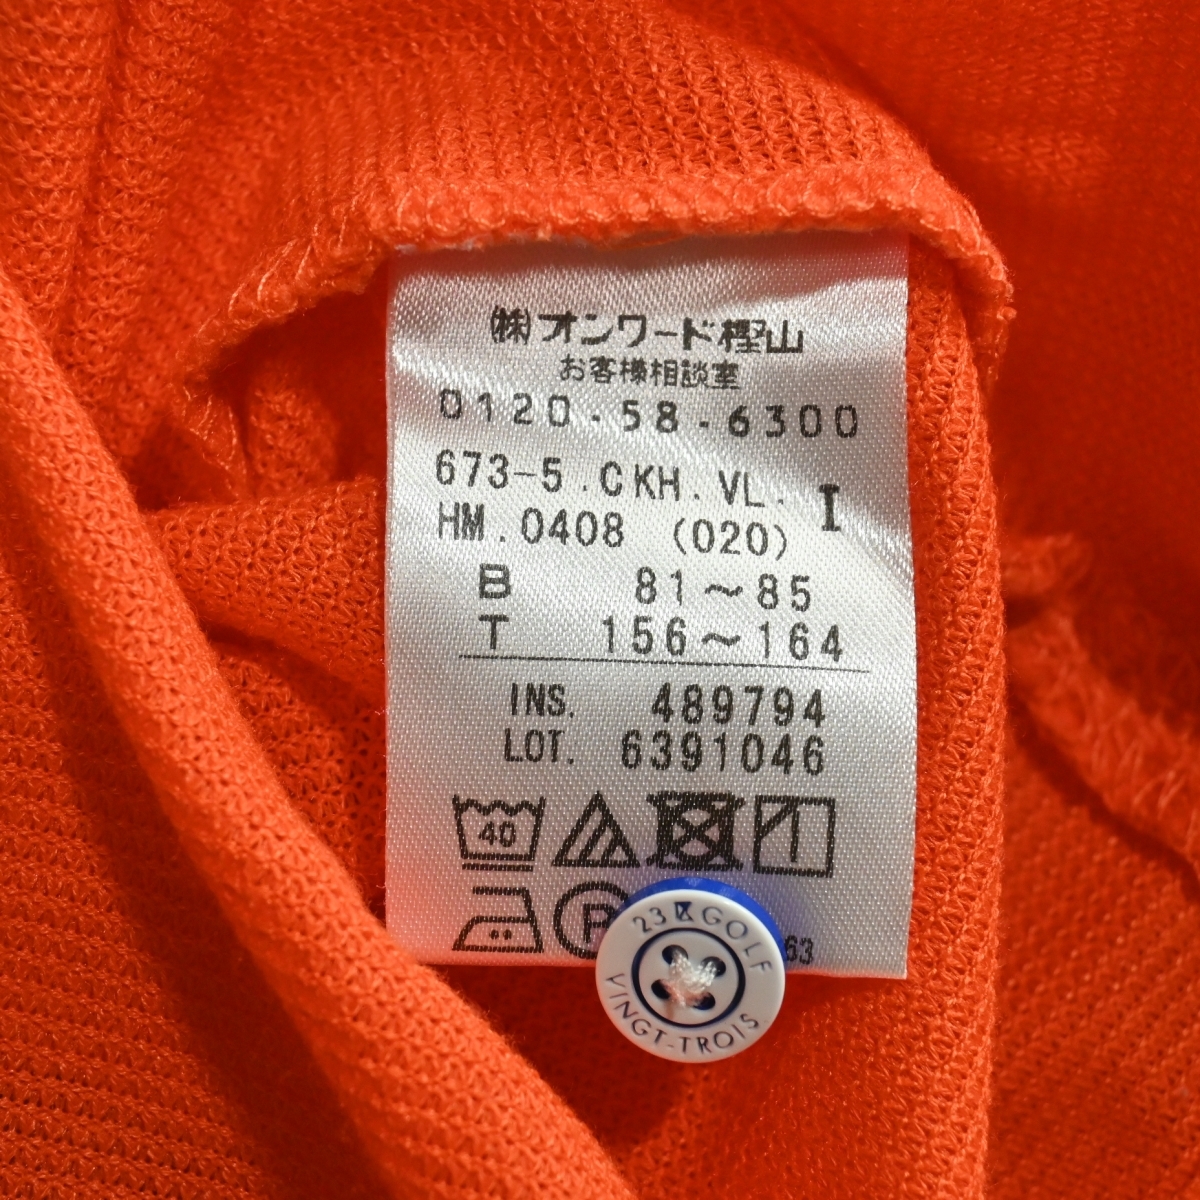 ㈱オンワード樫山
お客様相談室
0120-58-6300
673-5.CKH.VL. I
HM.0408 (020)
B 81～85
T 156～164
INS. 489794
LOT. 6391046
40
P
63
23区GOLF
VINGT-TROIS